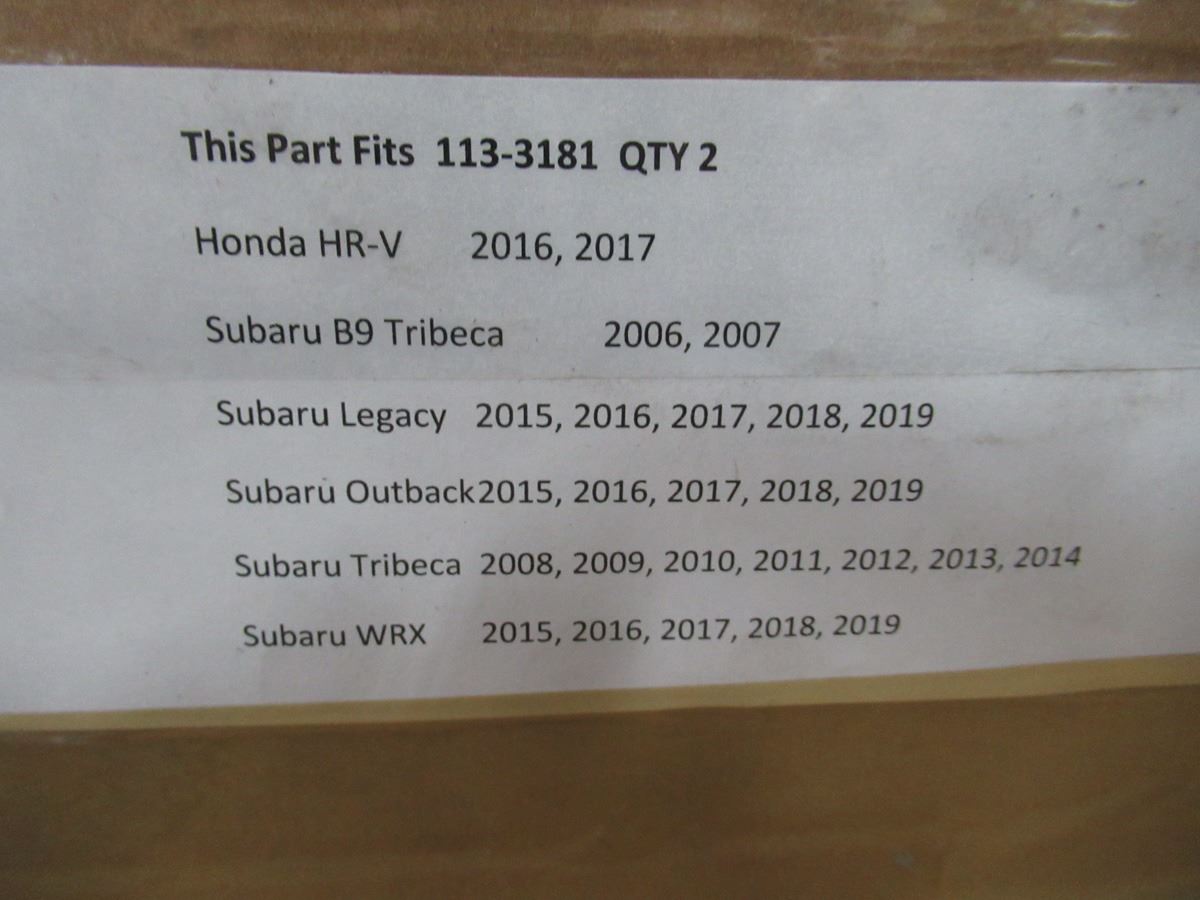 This Part Fits 113-3181 QTY 2
Honda HR-V 2016, 2017
Subaru B9 Tribeca 2006, 2007
Subaru Legacy 2015, 2016, 2017, 2018, 2019
Subaru Outback2015, 2016, 2017, 2018, 2019
Subaru Tribeca 2008, 2009, 2010, 2011, 2012, 2013, 2014
Subaru WRX 2015, 2016, 2017, 2018, 2019